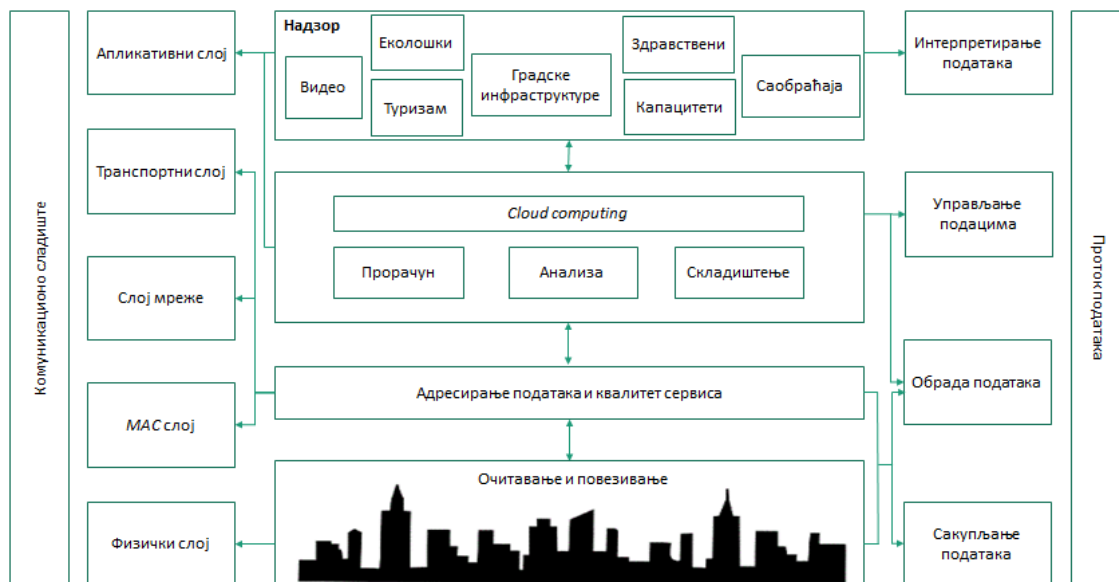 Комуникационо сладиште
Апликативни слој
Транспортни слој
Слој мреже
MAC слој
Физички слој
Надзор
Видео
Еколошки
Туризам
Градске
инфраструктуре
Здравствени
Капацитети
Саобраћаја
Cloud computing
Прорачун
Анализа
Складиштење
Адресирање података и квалитет сервиса
Очитавање и повезивање
Интерпретирање
података
Управљање
подацима
Обрада података
Сакупљање
података
Проток података